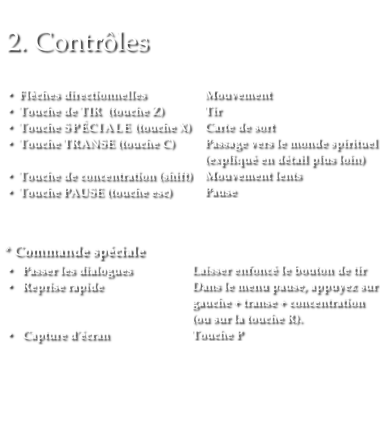 2. Contrôles
• Flèches directionnelles Mouvement
• Touche de TIR (touche Z) Tir
• Touche SPÉCIALE (touche X) Carte de sort
• Touche TRANSE (touche C) Passage vers le monde spirituel
(expliqué en détail plus loin)
• Touche de concentration (shift) Mouvement lents
• Touche PAUSE (touche esc) Pause
* Commande spéciale
• Passer les dialogues Laisser enfoncé le bouton de tir
• Reprise rapide Dans le menu pause, appuyez sur
gauche + transe + concentration
(ou sur la touche R).
• Capture d'écran Touche P